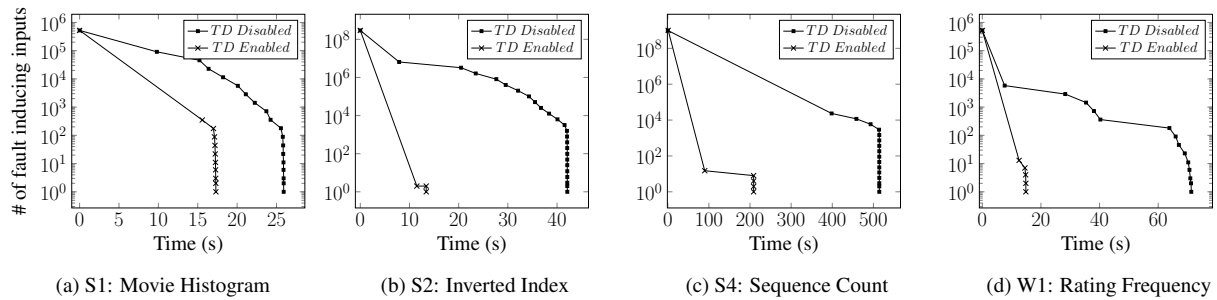 # of fault inducing inputs
10^6
10^5
10^4
10^3
10^2
10^1
10^0
0 5 10 15 20 25
Time (s)
TD Disabled
TD Enabled
(a) S1: Movie Histogram
10^8
10^6
10^4
10^2
10^0
0 20 40
Time (s)
TD Disabled
TD Enabled
(b) S2: Inverted Index
10^8
10^6
10^4
10^2
10^0
0 100 200 300 400 500
Time (s)
TD Disabled
TD Enabled
(c) S4: Sequence Count
10^6
10^5
10^4
10^3
10^2
10^1
10^0
0 20 40 60
Time (s)
TD Disabled
TD Enabled
(d) W1: Rating Frequency